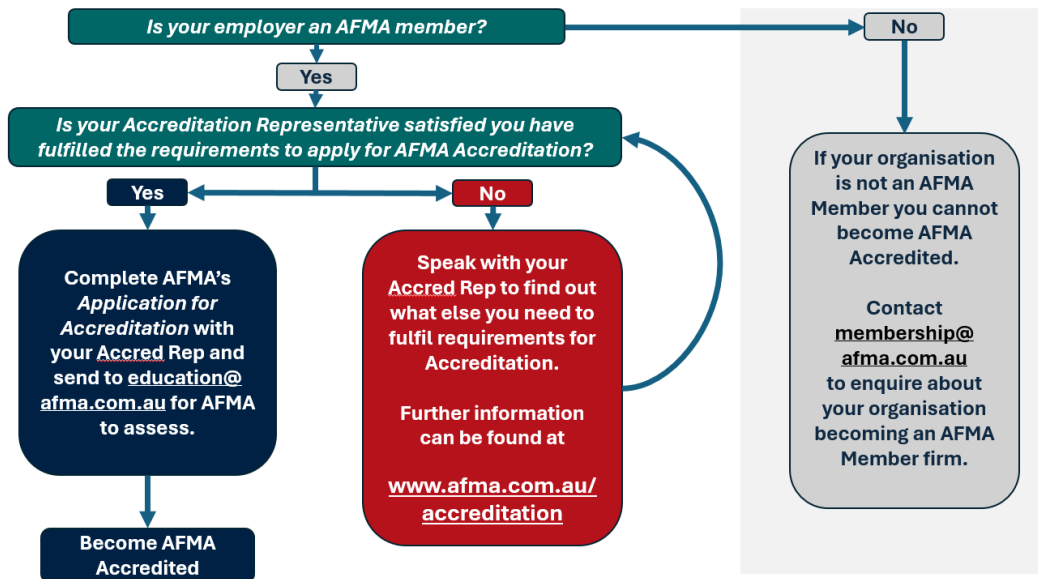 Is your employer an AFMA member?
No
Yes
Is your Accreditation Representative satisfied you have
fulfilled the requirements to apply for AFMA Accreditation?
Yes
No
Complete AFMA’s
Application for
Accreditation with
your Accred Rep and
send to education@
afma.com.au for AFMA
to assess.
Become AFMA
Accredited
Speak with your
Accred Rep to find out
what else you need to
fulfil requirements for
Accreditation.
Further information
can be found at
www.afma.com.au/
accreditation
If your organisation
is not an AFMA
Member you cannot
become AFMA
Accredited.
Contact
membership@
afma.com.au
to enquire about
your organisation
becoming an AFMA
Member firm.